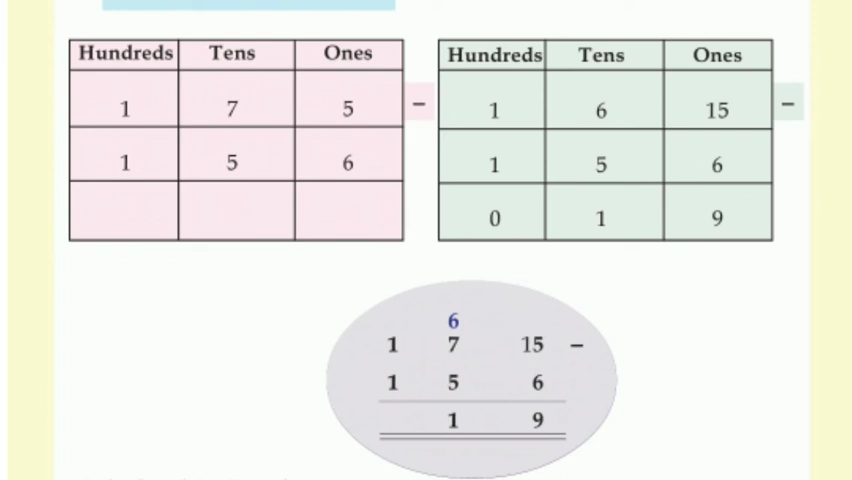 Hundreds Tens Ones
1 7 5 –
1 5 6
Hundreds Tens Ones
1 6 15 –
1 5 6
0 1 9
6
1 7 15 –
1 5 6
1 9